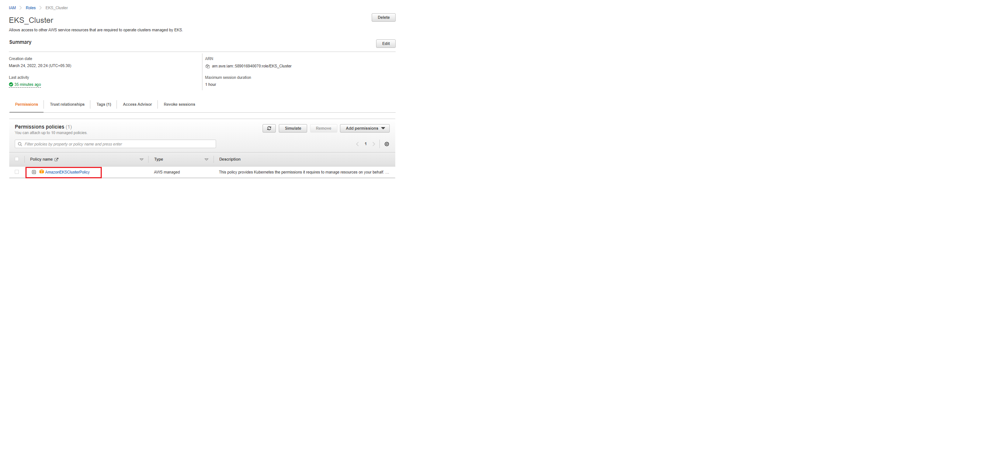 IAM > Roles > EKS_Cluster
EKS_Cluster
Delete
Allows access to other AWS service resources that are required to operate clusters managed by EKS.
Summary
Edit
Creation date
March 24, 2022, 20:24 (UTC+05:30)
ARN
arn:aws:iam::589016940070:role/EKS_Cluster
Last activity
35 minutes ago
Maximum session duration
1 hour
Permissions Trust relationships Tags (1) Access Advisor Revoke sessions
Permissions policies (1)
You can attach up to 10 managed policies.
Simulate Remove Add permissions
Filter policies by property or policy name and press enter
1
Policy name Type Description
AmazonEKSClusterPolicy AWS managed This policy provides Kubernetes the permissions it requires to manage resources on your behalf. ...